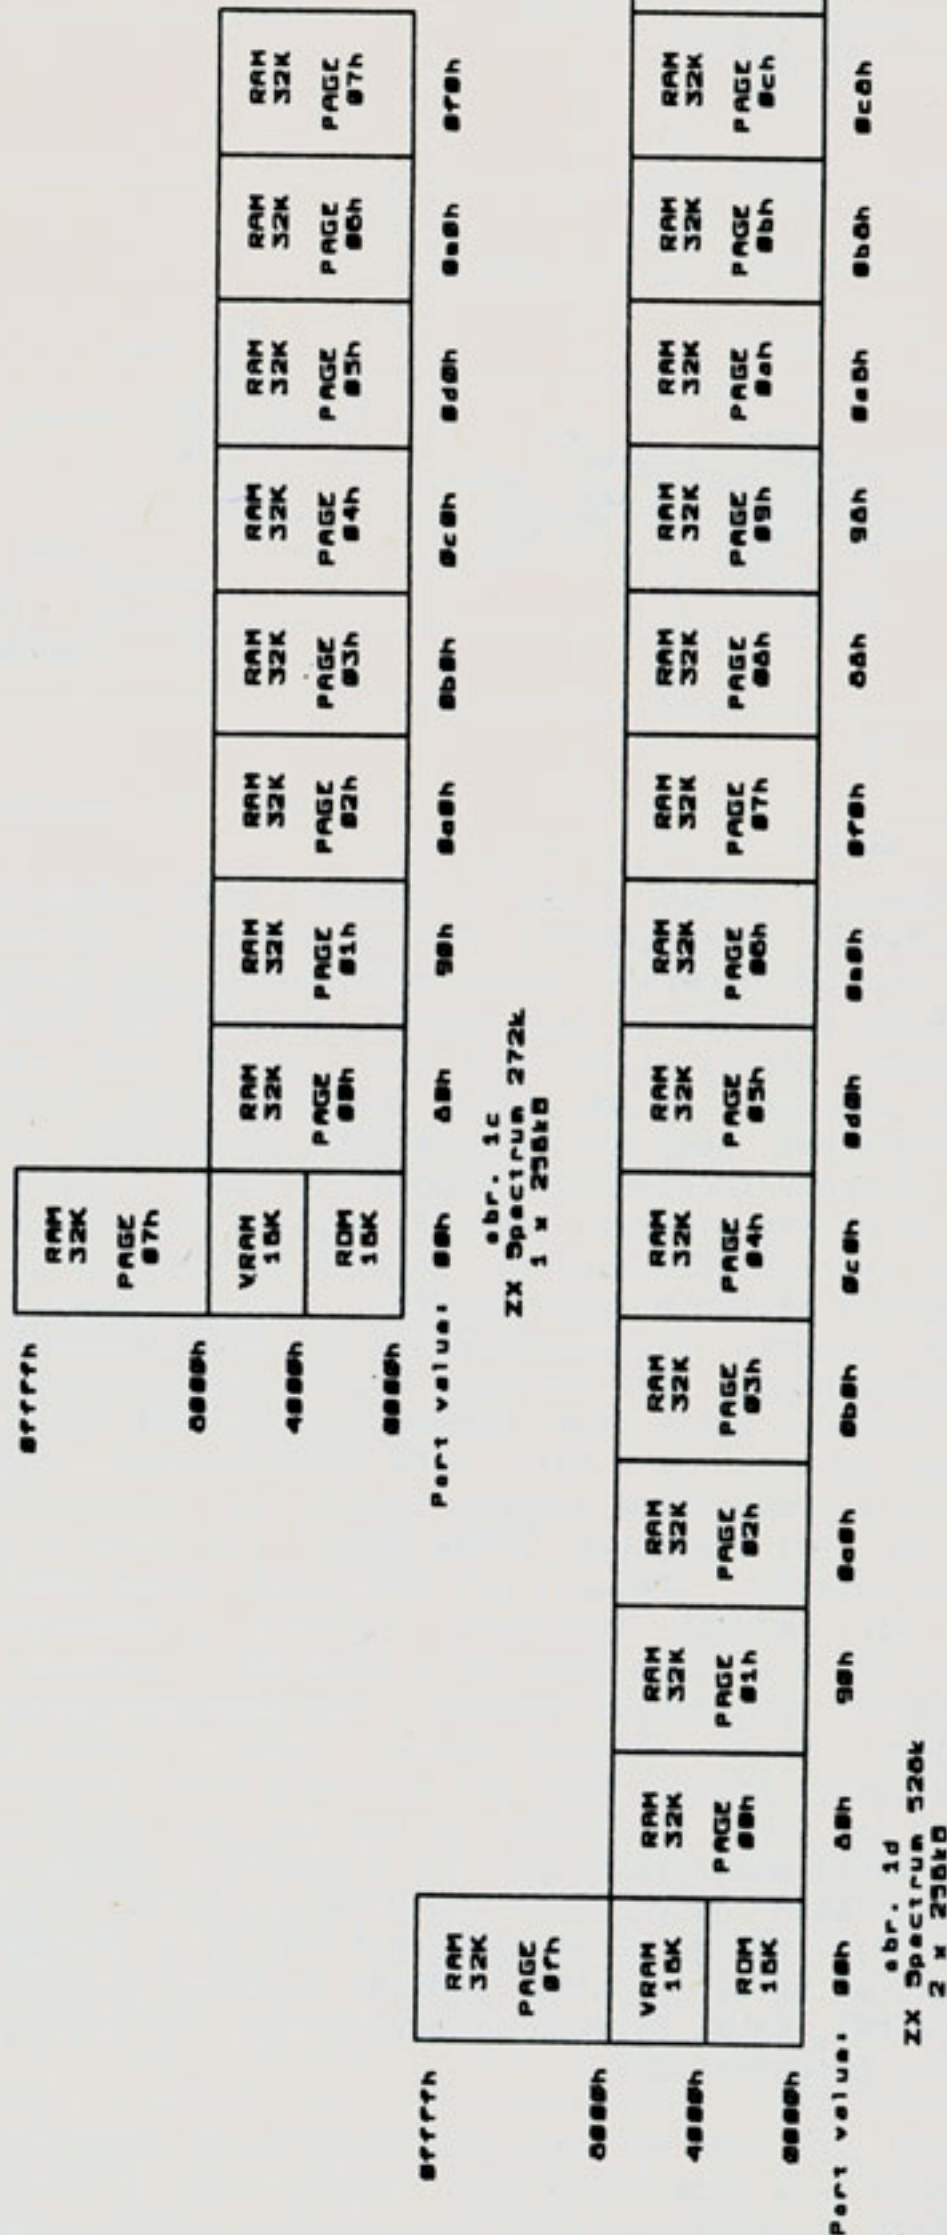 0ffffh
8000h
4000h
0000h
RAM
32K
PAGE
07h
VRAM
16K
ROM
16K
RAM
32K
PAGE
00h
RAM
32K
PAGE
01h
RAM
32K
PAGE
02h
RAM
32K
PAGE
03h
RAM
32K
PAGE
04h
RAM
32K
PAGE
05h
RAM
32K
PAGE
06h
RAM
32K
PAGE
07h
Port value: 00h 80h 90h 0a0h 0b0h 0c0h 0d0h 0e0h 0f0h
obr. 1c
ZX Spectrum 272k
1 x 256kB
0ffffh
8000h
4000h
0000h
RAM
32K
PAGE
0fh
VRAM
16K
ROM
16K
RAM
32K
PAGE
00h
RAM
32K
PAGE
01h
RAM
32K
PAGE
02h
RAM
32K
PAGE
03h
RAM
32K
PAGE
04h
RAM
32K
PAGE
05h
RAM
32K
PAGE
06h
RAM
32K
PAGE
07h
RAM
32K
PAGE
08h
RAM
32K
PAGE
09h
RAM
32K
PAGE
0ah
RAM
32K
PAGE
0bh
RAM
32K
PAGE
0ch
Port value: 00h 80h 90h 0a0h 0b0h 0c0h 0d0h 0e0h 0f0h 88h 98h 0a8h 0b8h 0c8h
obr. 1d
ZX Spectrum 528k
2 x 256kB